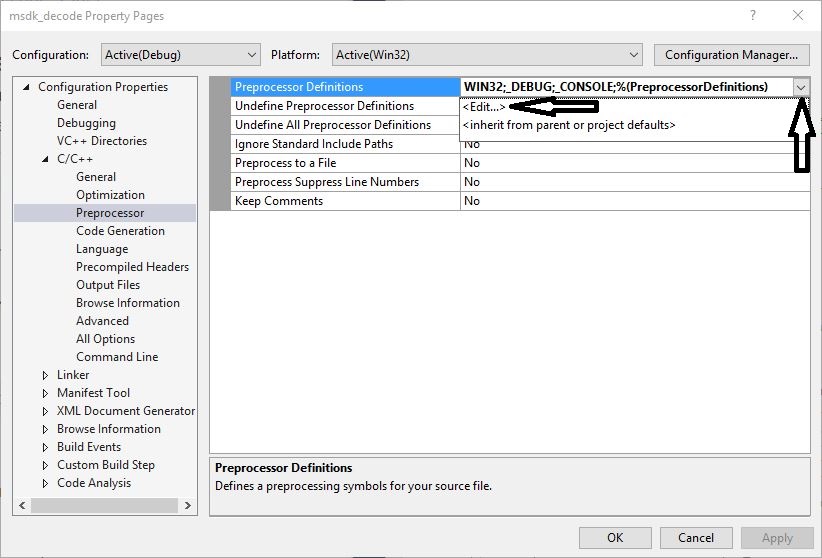 msdk_decode Property Pages
?
Configuration: Active(Debug) Platform: Active(Win32) Configuration Manager...
Configuration Properties
General
Debugging
VC++ Directories
C/C++
General
Optimization
Preprocessor
Code Generation
Language
Precompiled Headers
Output Files
Browse Information
Advanced
All Options
Command Line
Linker
Manifest Tool
XML Document Generator
Browse Information
Build Events
Custom Build Step
Code Analysis
Preprocessor Definitions WIN32;_DEBUG;_CONSOLE;%(PreprocessorDefinitions)
Undefine Preprocessor Definitions <Edit...>
Undefine All Preprocessor Definitions <inherit from parent or project defaults>
Ignore Standard Include Paths No
Preprocess to a File No
Preprocess Suppress Line Numbers No
Keep Comments No
Preprocessor Definitions
Defines a preprocessing symbols for your source file.
OK Cancel Apply